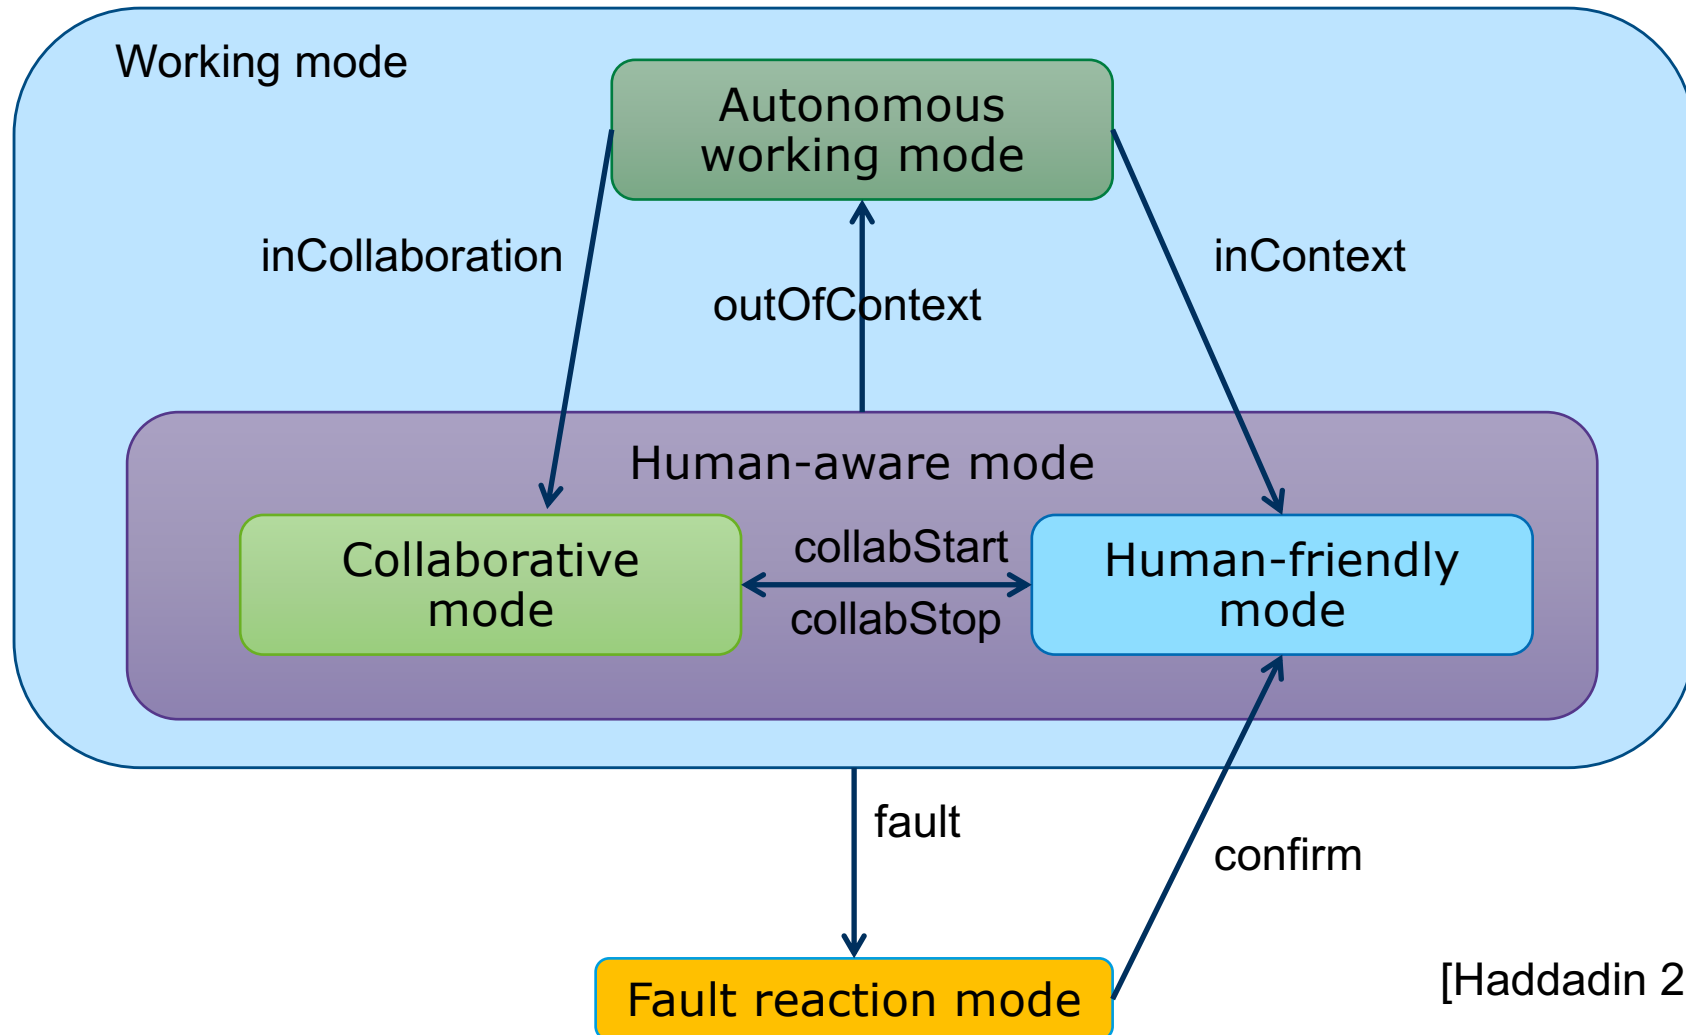 Working mode
Autonomous
working mode
inCollaboration
inContext
outOfContext
Human-aware mode
Collaborative
mode
collabStart
collabStop
Human-friendly
mode
fault
confirm
Fault reaction mode
[Haddadin 2